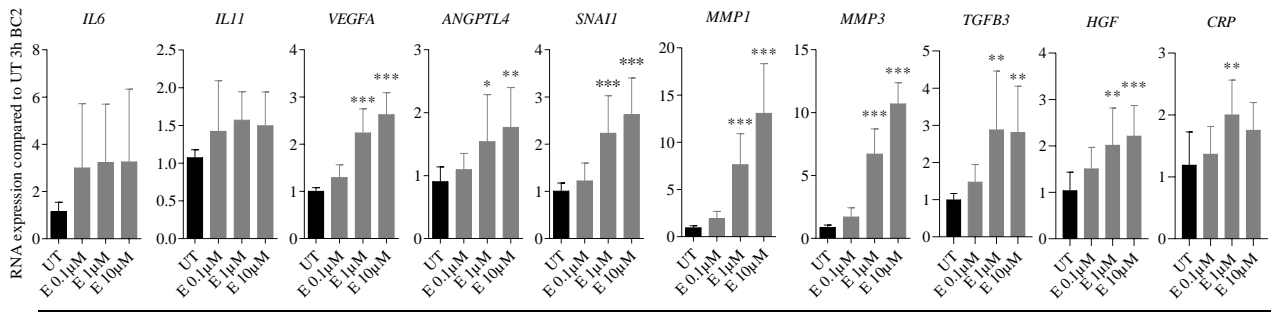 RNA expression compared to UT 3h BC2
IL6
8
6
4
2
0
UT
E 0.1μM
E 1μM
E 10μM
IL11
2.5
2.0
1.5
1.0
0.5
0.0
UT
E 0.1μM
E 1μM
E 10μM
VEGFA
4
3
2
1
0
***
***
UT
E 0.1μM
E 1μM
E 10μM
ANGPTL4
3
2
1
0
*
**
UT
E 0.1μM
E 1μM
E 10μM
SNAI1
4
3
2
1
0
***
***
UT
E 0.1μM
E 1μM
E 10μM
MMP1
20
15
10
5
0
***
***
UT
E 0.1μM
E 1μM
E 10μM
MMP3
15
10
5
0
***
***
UT
E 0.1μM
E 1μM
E 10μM
TGFB3
5
4
3
2
1
0
**
**
UT
E 0.1μM
E 1μM
E 10μM
HGF
4
3
2
1
0
**
***
UT
E 0.1μM
E 1μM
E 10μM
CRP
3
2
1
0
**
UT
E 0.1μM
E 1μM
E 10μM